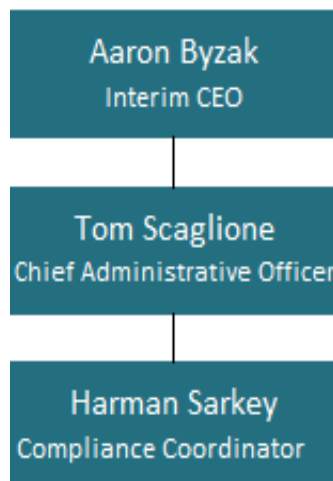 Aaron Byzak
Interim CEO
Tom Scaglione
Chief Administrative Officer
Harman Sarkey
Compliance Coordinator